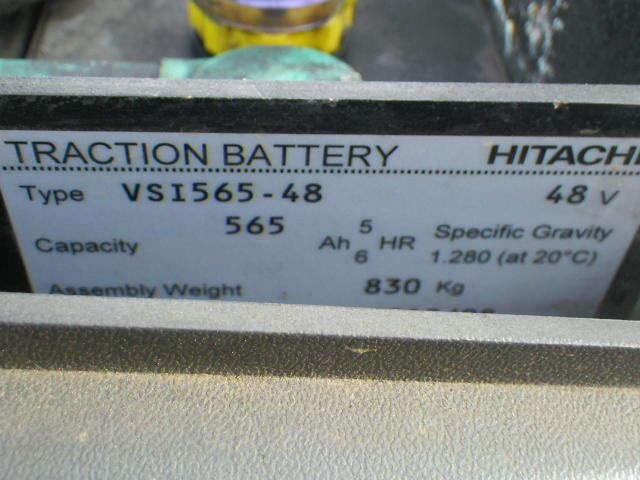 TRACTION BATTERY HITACHI
Type VSI565-48 48 V
Capacity 565 Ah 5 HR Specific Gravity
6 1.280 (at 20°C)
Assembly Weight 830 Kg